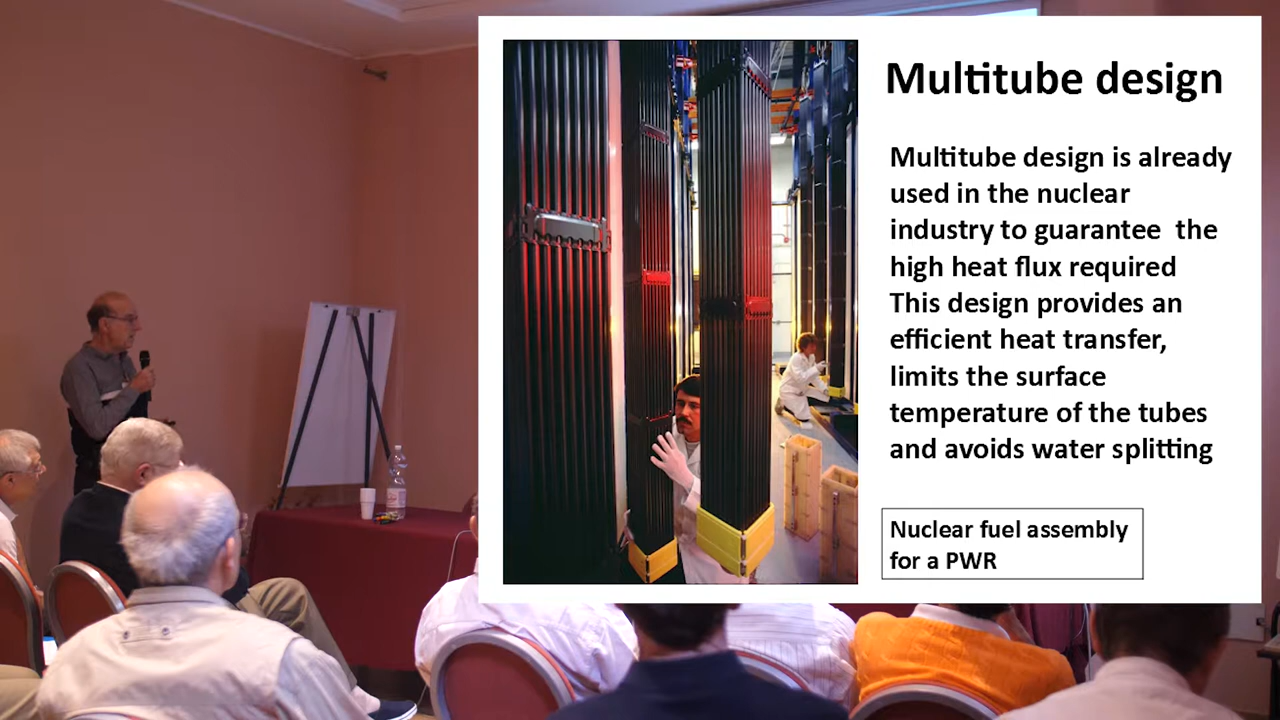 Multitube design
Multitube design is already
used in the nuclear
industry to guarantee  the
high heat flux required
This design provides an
efficient heat transfer,
limits the surface
temperature of the tubes
and avoids water splitting
Nuclear fuel assembly
for a PWR